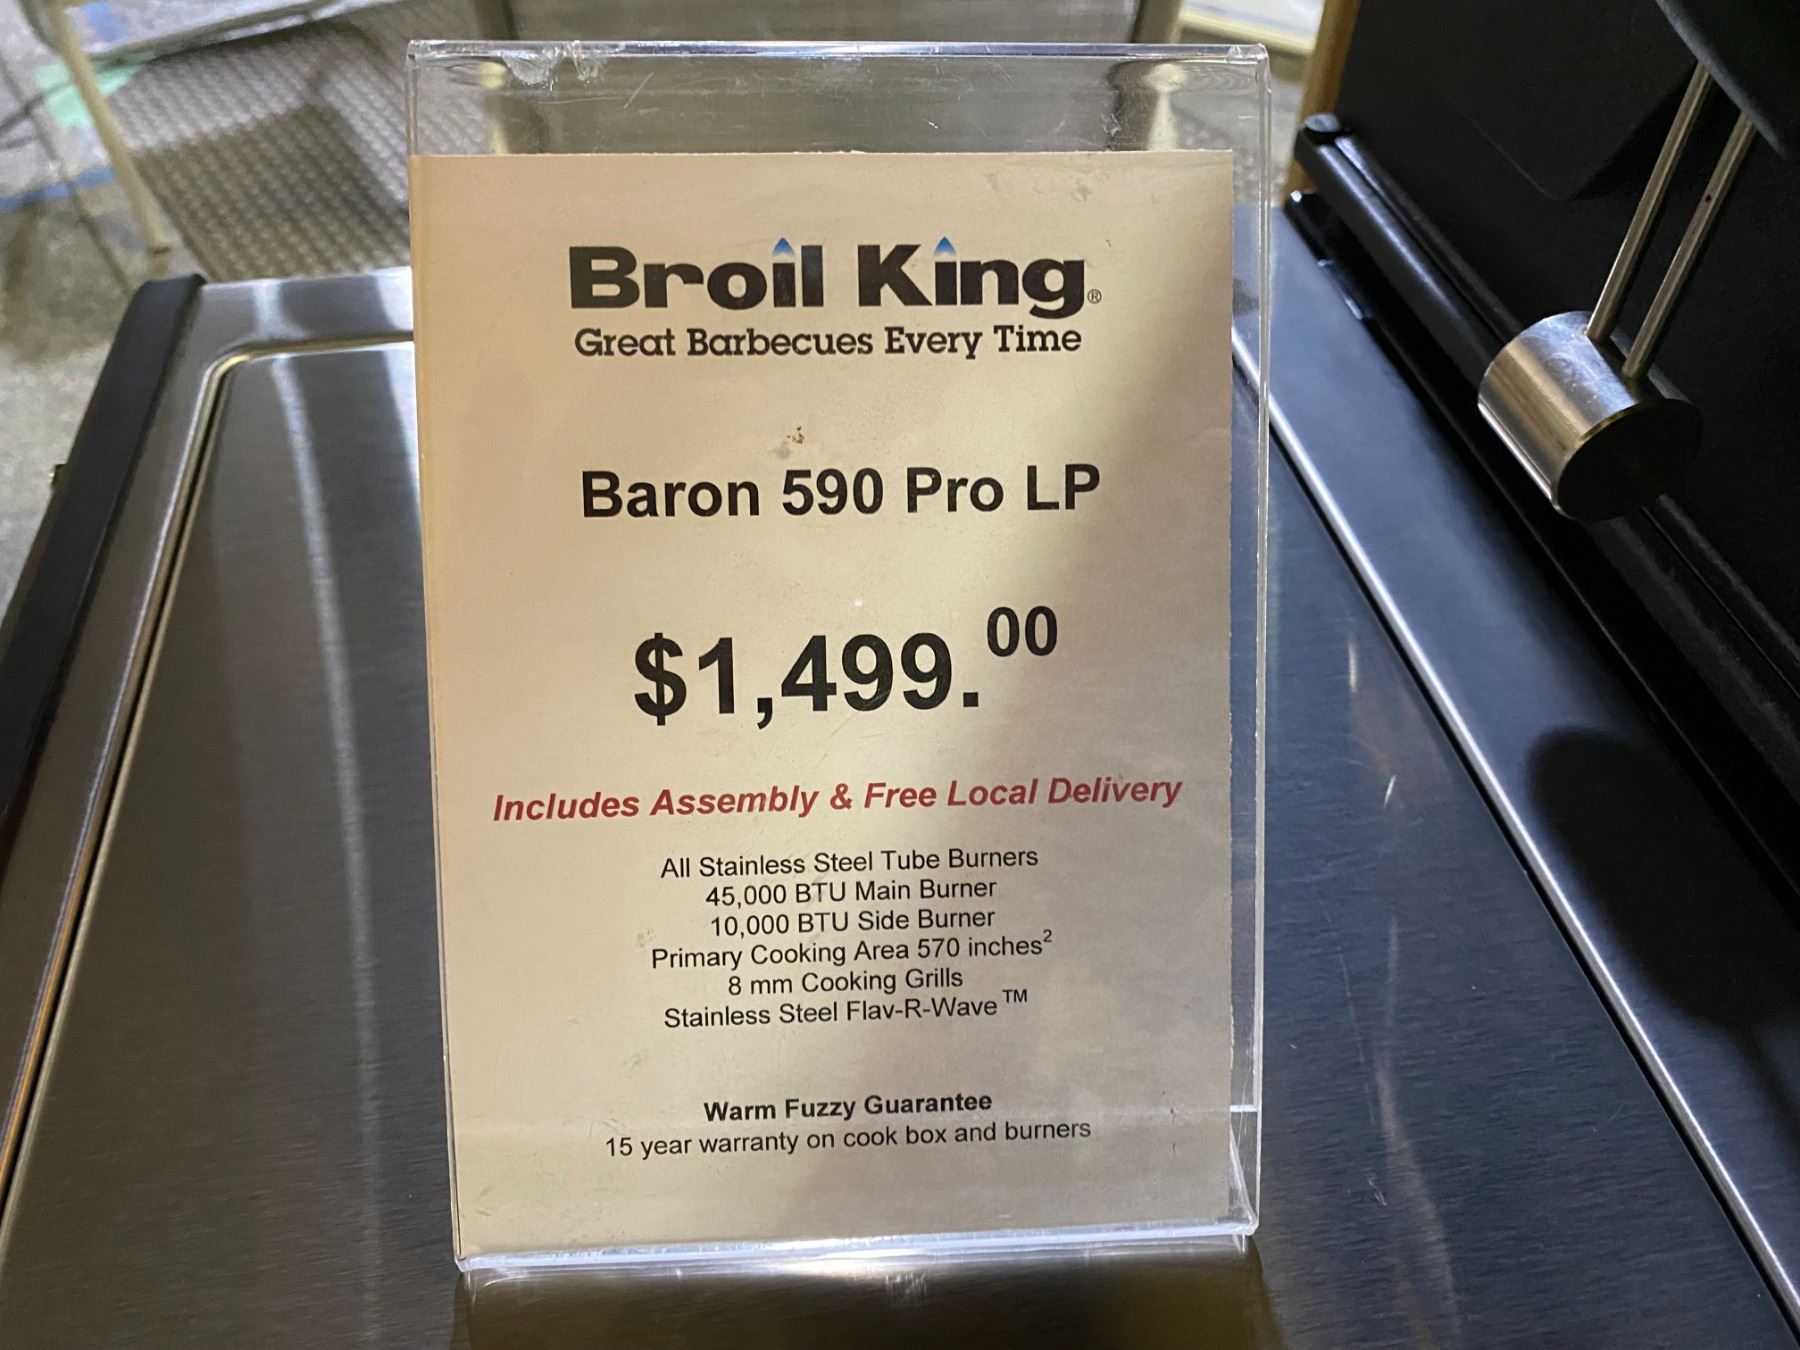 Broil King®
Great Barbecues Every Time
Baron 590 Pro LP
$1,499.00
Includes Assembly & Free Local Delivery
All Stainless Steel Tube Burners
45,000 BTU Main Burner
10,000 BTU Side Burner
Primary Cooking Area 570 inches²
8 mm Cooking Grills
Stainless Steel Flav-R-Wave™
Warm Fuzzy Guarantee
15 year warranty on cook box and burners